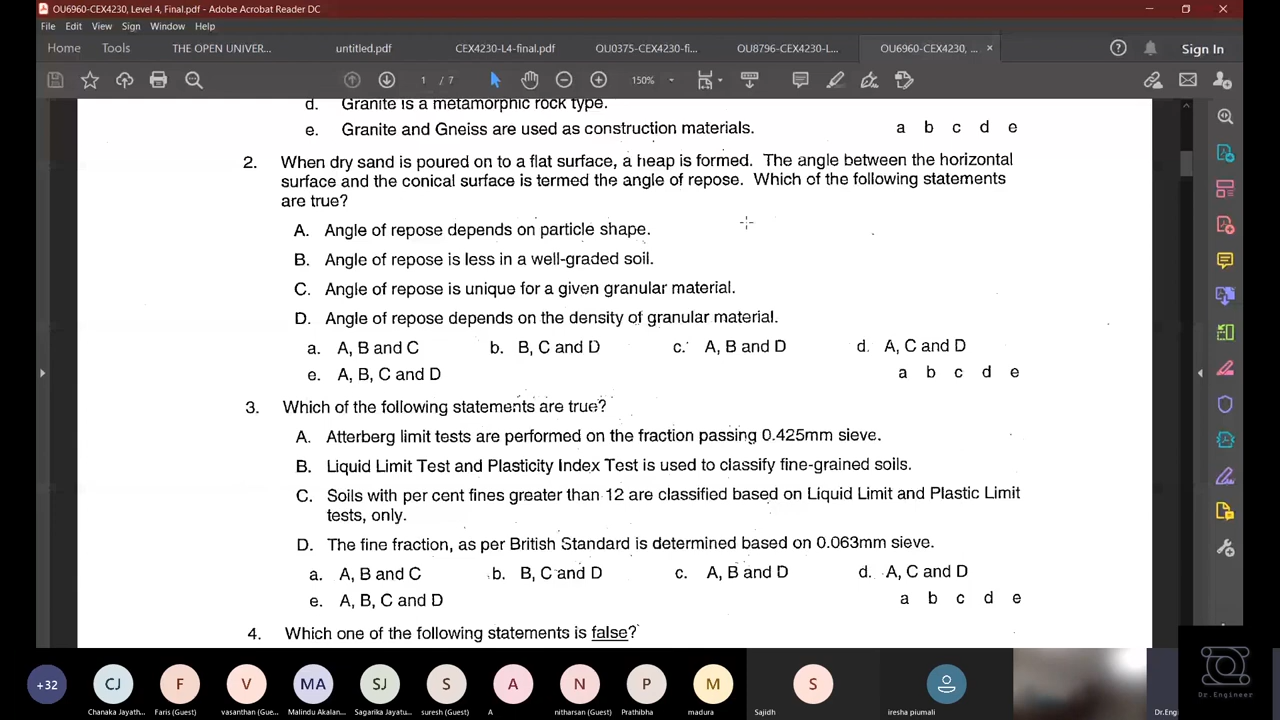 OU6960-CEX4230, Level 4, Final.pdf - Adobe Acrobat Reader DC
File Edit View Sign Window Help
Home Tools THE OPEN UNIVER... untitled.pdf CEX4230-L4-final.pdf OU0375-CEX4230-fi... OU8796-CEX4230-L... OU6960-CEX4230, ... × Sign In
1 / 7 150%
d. Granite is a metamorphic rock type.
e. Granite and Gneiss are used as construction materials. a b c d e
2. When dry sand is poured on to a flat surface, a heap is formed. The angle between the horizontal
surface and the conical surface is termed the angle of repose. Which of the following statements
are true?
A. Angle of repose depends on particle shape.
B. Angle of repose is less in a well-graded soil.
C. Angle of repose is unique for a given granular material.
D. Angle of repose depends on the density of granular material.
a. A, B and C b. B, C and D c. A, B and D d. A, C and D
e. A, B, C and D a b c d e
3. Which of the following statements are true?
A. Atterberg limit tests are performed on the fraction passing 0.425mm sieve.
B. Liquid Limit Test and Plasticity Index Test is used to classify fine-grained soils.
C. Soils with per cent fines greater than 12 are classified based on Liquid Limit and Plastic Limit
tests, only.
D. The fine fraction, as per British Standard is determined based on 0.063mm sieve.
a. A, B and C b. B, C and D c. A, B and D d. A, C and D
e. A, B, C and D a b c d e
4. Which one of the following statements is false?
+32 CJ F V MA SJ S A N P M S
Chanaka Jayath... Faris (Guest) vasanthan (Gue... Malindu Akalan... Sagarika Jayatu... suresh (Guest) A nitharsan (Guest) Prathibha madura Sajidh iresha piumali Dr.Eng
Dr.Engineer